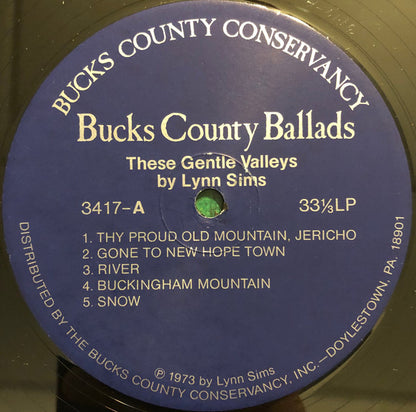 BUCKS COUNTY CONSERVANCY
Bucks County Ballads
These Gentle Valleys
by Lynn Sims
3417-A
33⅓LP
1. THY PROUD OLD MOUNTAIN, JERICHO
2. GONE TO NEW HOPE TOWN
3. RIVER
4. BUCKINGHAM MOUNTAIN
5. SNOW
℗ 1973 by Lynn Sims
DISTRIBUTED BY THE BUCKS COUNTY CONSERVANCY, INC.—DOYLESTOWN, PA. 18901